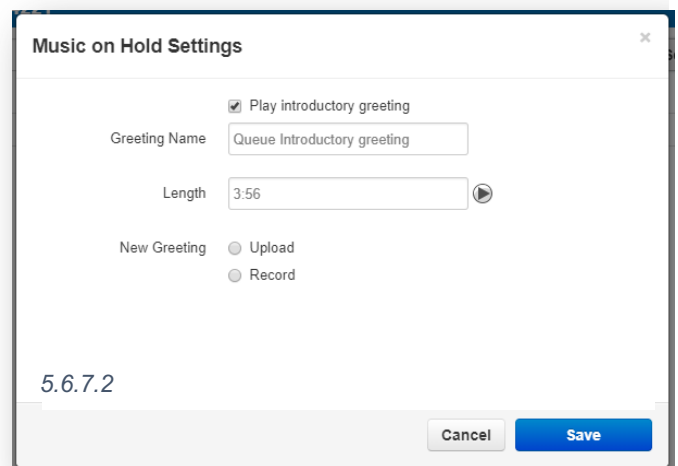 Music on Hold Settings
×
Play introductory greeting
Greeting Name
Queue Introductory greeting
Length
3:56
New Greeting
Upload
Record
5.6.7.2
Cancel
Save